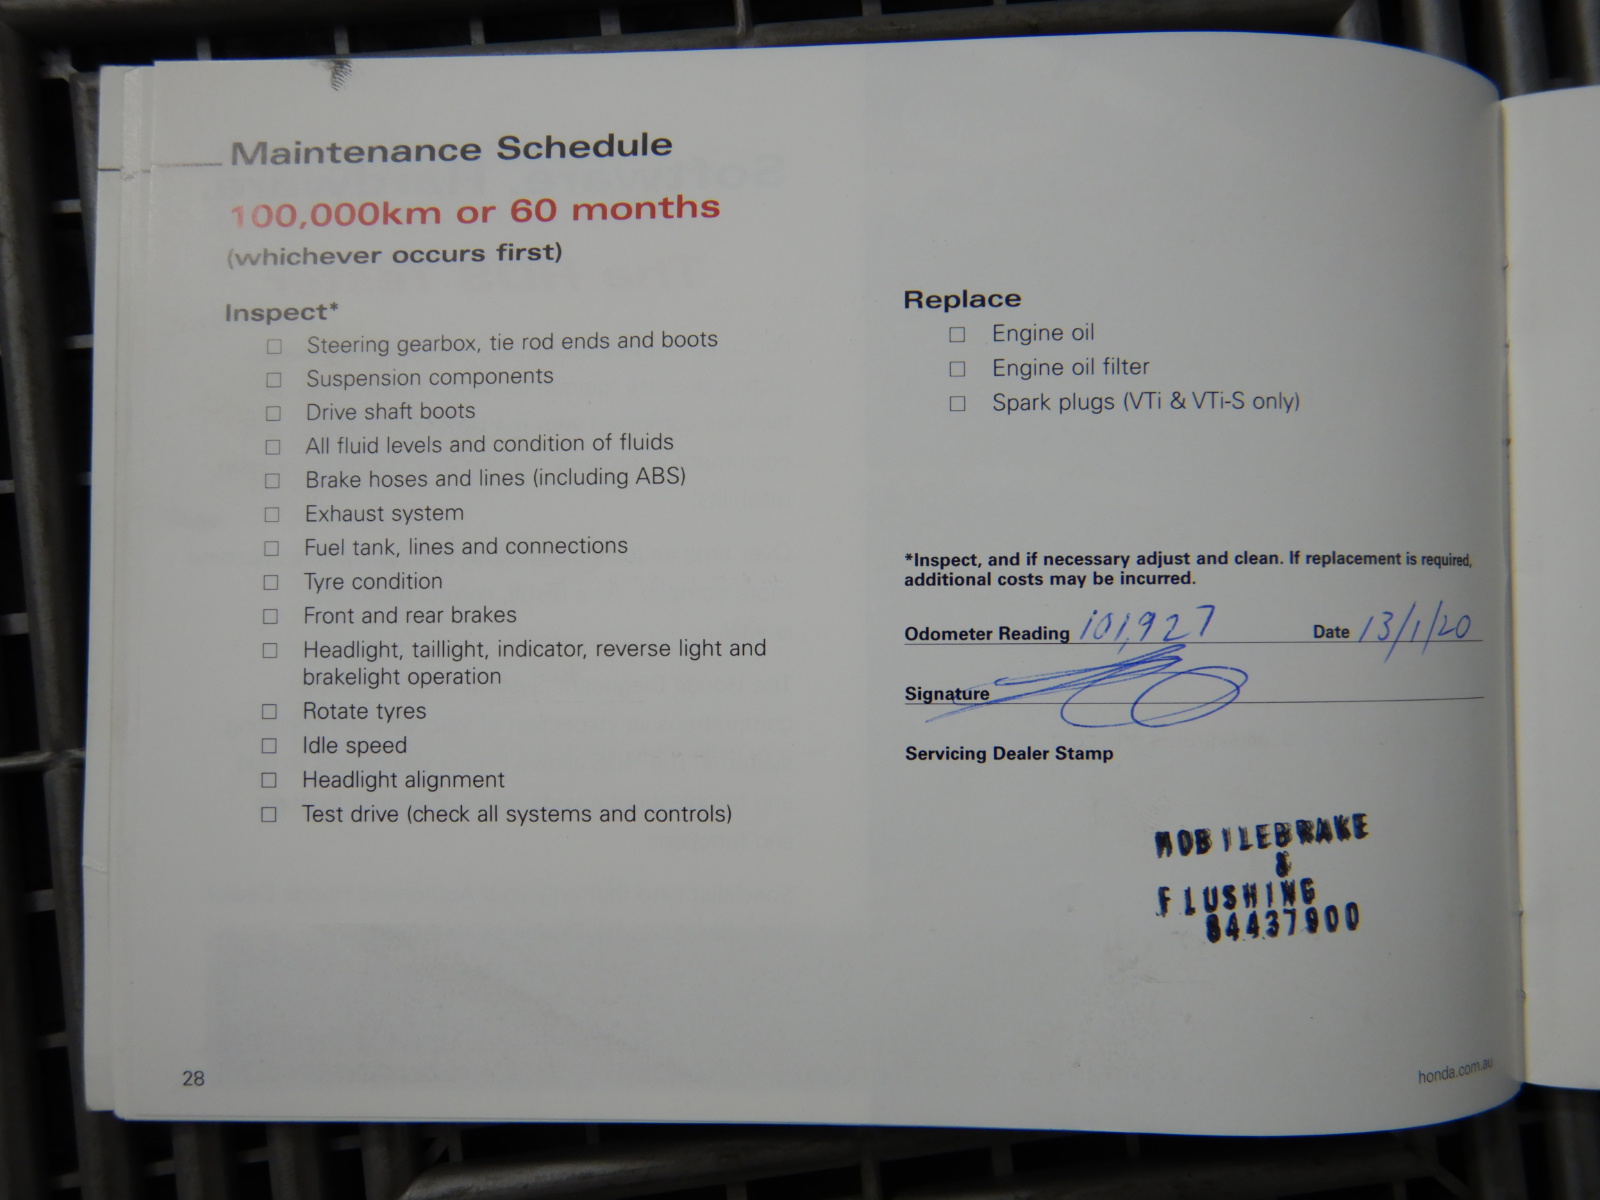 Maintenance Schedule
100,000km or 60 months
(whichever occurs first)
Inspect*
Steering gearbox, tie rod ends and boots
Suspension components
Drive shaft boots
All fluid levels and condition of fluids
Brake hoses and lines (including ABS)
Exhaust system
Fuel tank, lines and connections
Tyre condition
Front and rear brakes
Headlight, taillight, indicator, reverse light and
brakelight operation
Rotate tyres
Idle speed
Headlight alignment
Test drive (check all systems and controls)
28
Replace
Engine oil
Engine oil filter
Spark plugs (VTi & VTi-S only)
*Inspect, and if necessary adjust and clean. If replacement is required,
additional costs may be incurred.
Odometer Reading 101,927 Date 13/1/20
Signature
Servicing Dealer Stamp
MOBILEBRAKE
&
FLUSHING
84437900
honda.com.au